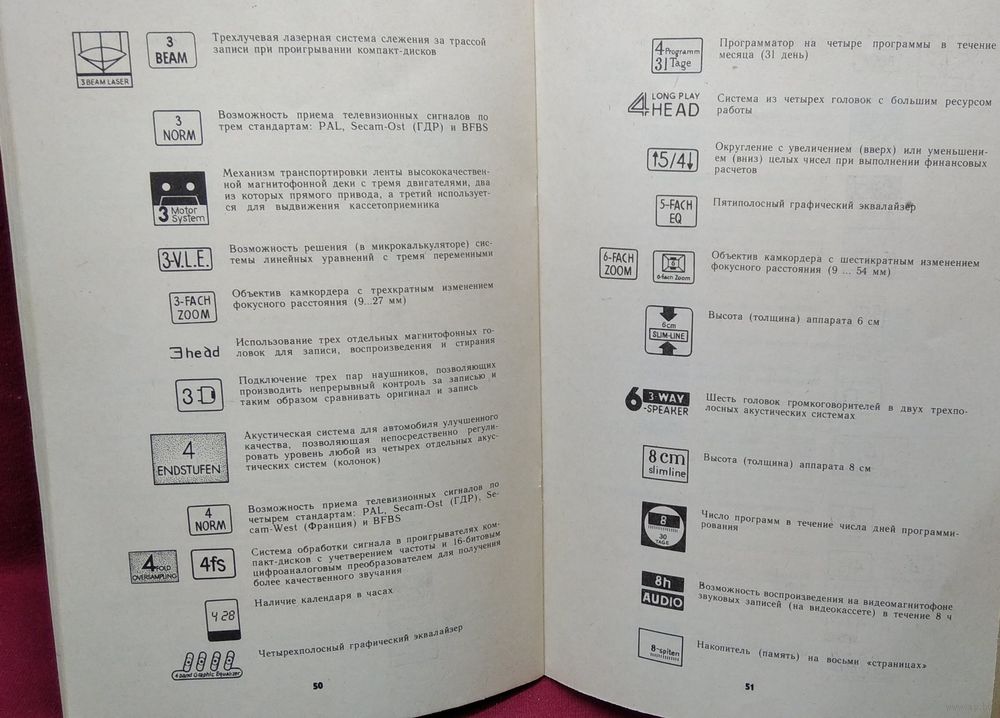 3 BEAM LASER
3
BEAM
Трехлучевая лазерная система слежения за трассой
записи при проигрывании компакт-дисков
3
NORM
Возможность приема телевизионных сигналов по
трем стандартам: PAL, Secam-Ost (ГДР) и BFBS
3 Motor
System
Механизм транспортировки ленты высококачествен-
ной магнитофонной деки с тремя двигателями, два
из которых прямого привода, а третий использует-
ся для выдвижения кассетоприемника
3-V.L.E.
Возможность решения (в микрокалькуляторе) сис-
темы линейных уравнений с тремя переменными
3-FACH
ZOOM
Объектив камкордера с трехкратным изменением
фокусного расстояния (9...27 мм)
3head
Использование трех отдельных магнитофонных го-
ловок для записи, воспроизведения и стирания
3
Подключение трех пар наушников, позволяющих
производить непрерывный контроль за записью и
таким образом сравнивать оригинал и запись
4
ENDSTUFEN
Акустическая система для автомобиля улучшенного
качества, позволяющая непосредственно регули-
ровать уровень любой из четырех отдельных акус-
тических систем (колонок)
4
NORM
Возможность приема телевизионных сигналов по
четырем стандартам: PAL, Secam-Ost (ГДР), Se-
cam-West (Франция) и BFBS
4 FOLD
OVERSAMPLING
4fs
Система обработки сигнала в проигрывателях ком-
пакт-дисков с учетверением частоты и 16-битовым
цифроаналоговым преобразователем для получения
более качественного звучания
4 28
Наличие календаря в часах
4 band Graphic Equalizer
Четырехполосный графический эквалайзер
50
4 Programm
31 Tage
Программатор на четыре программы в течение
месяца (31 день)
4 LONG PLAY
HEAD
Система из четырех головок с большим ресурсом
работы
↑5/4↓
Округление с увеличением (вверх) или уменьшени-
ем (вниз) целых чисел при выполнении финансовых
расчетов
5-FACH
EQ
Пятиполосный графический эквалайзер
6-FACH
ZOOM
6
6-fach Zoom
Объектив камкордера с шестикратным изменением
фокусного расстояния (9 ... 54 мм)
6cm
SLIM-LINE
Высота (толщина) аппарата 6 см
6 3-WAY
-SPEAKER
Шесть головок громкоговорителей в двух трехпо-
лосных акустических системах
8cm
slimline
Высота (толщина) аппарата 8 см
8
30
TAGE
Число программ в течение числа дней программи-
рования
8h
AUDIO
Возможность воспроизведения на видеомагнитофоне
звуковых записей (на видеокассете) в течение 8 ч
8-spiten
Накопитель (память) на восьми «страницах»
51